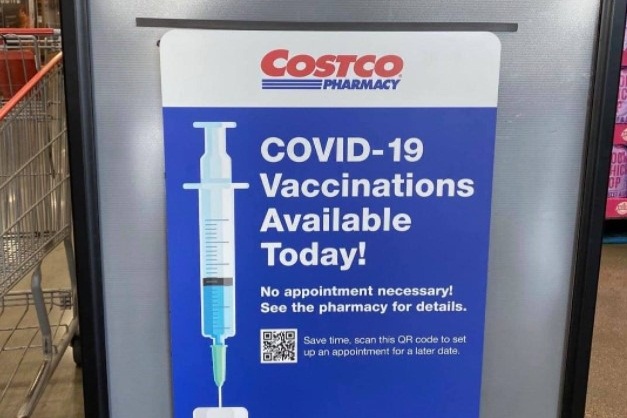 COSTCO
PHARMACY
COVID-19
Vaccinations
Available
Today!
No appointment necessary!
See the pharmacy for details.
Save time, scan this QR code to set
up an appointment for a later date.